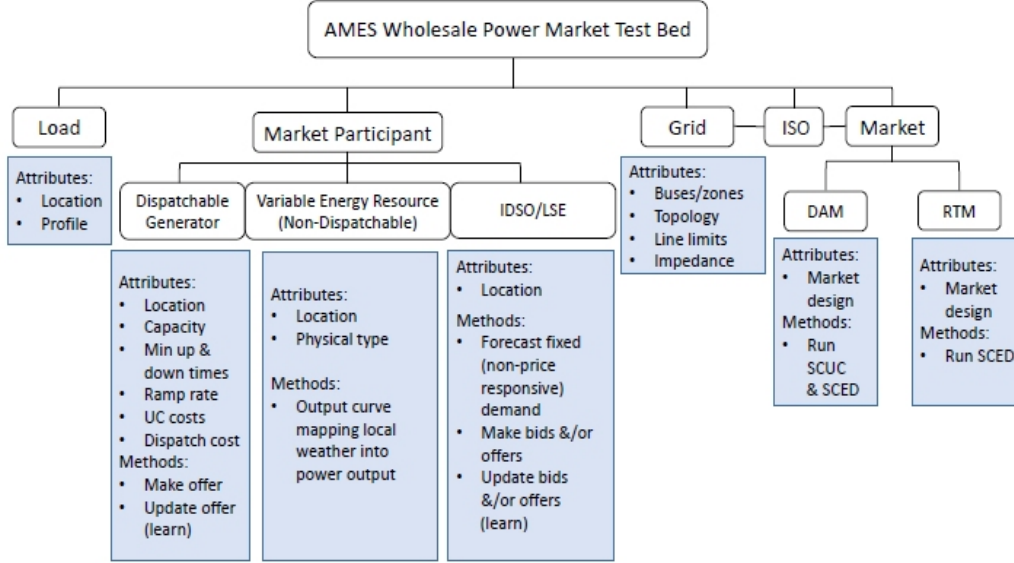 AMES Wholesale Power Market Test Bed
Load
Market Participant
Grid
ISO
Market
Attributes:
• Location
• Profile
Dispatchable
Generator
Variable Energy Resource
(Non-Dispatchable)
IDSO/LSE
Attributes:
• Buses/zones
• Topology
• Line limits
• Impedance
DAM
RTM
Attributes:
• Location
• Capacity
• Min up &
down times
• Ramp rate
• UC costs
• Dispatch cost
Methods:
• Make offer
• Update offer
(learn)
Attributes:
• Location
• Physical type
Methods:
• Output curve
mapping local
weather into
power output
Attributes:
• Location
Methods:
• Forecast fixed
(non-price
responsive)
demand
• Make bids &/or
offers
• Update bids
&/or offers
(learn)
Attributes:
• Market
design
Methods:
• Run
SCUC
& SCED
Attributes:
• Market
design
Methods:
• Run SCED